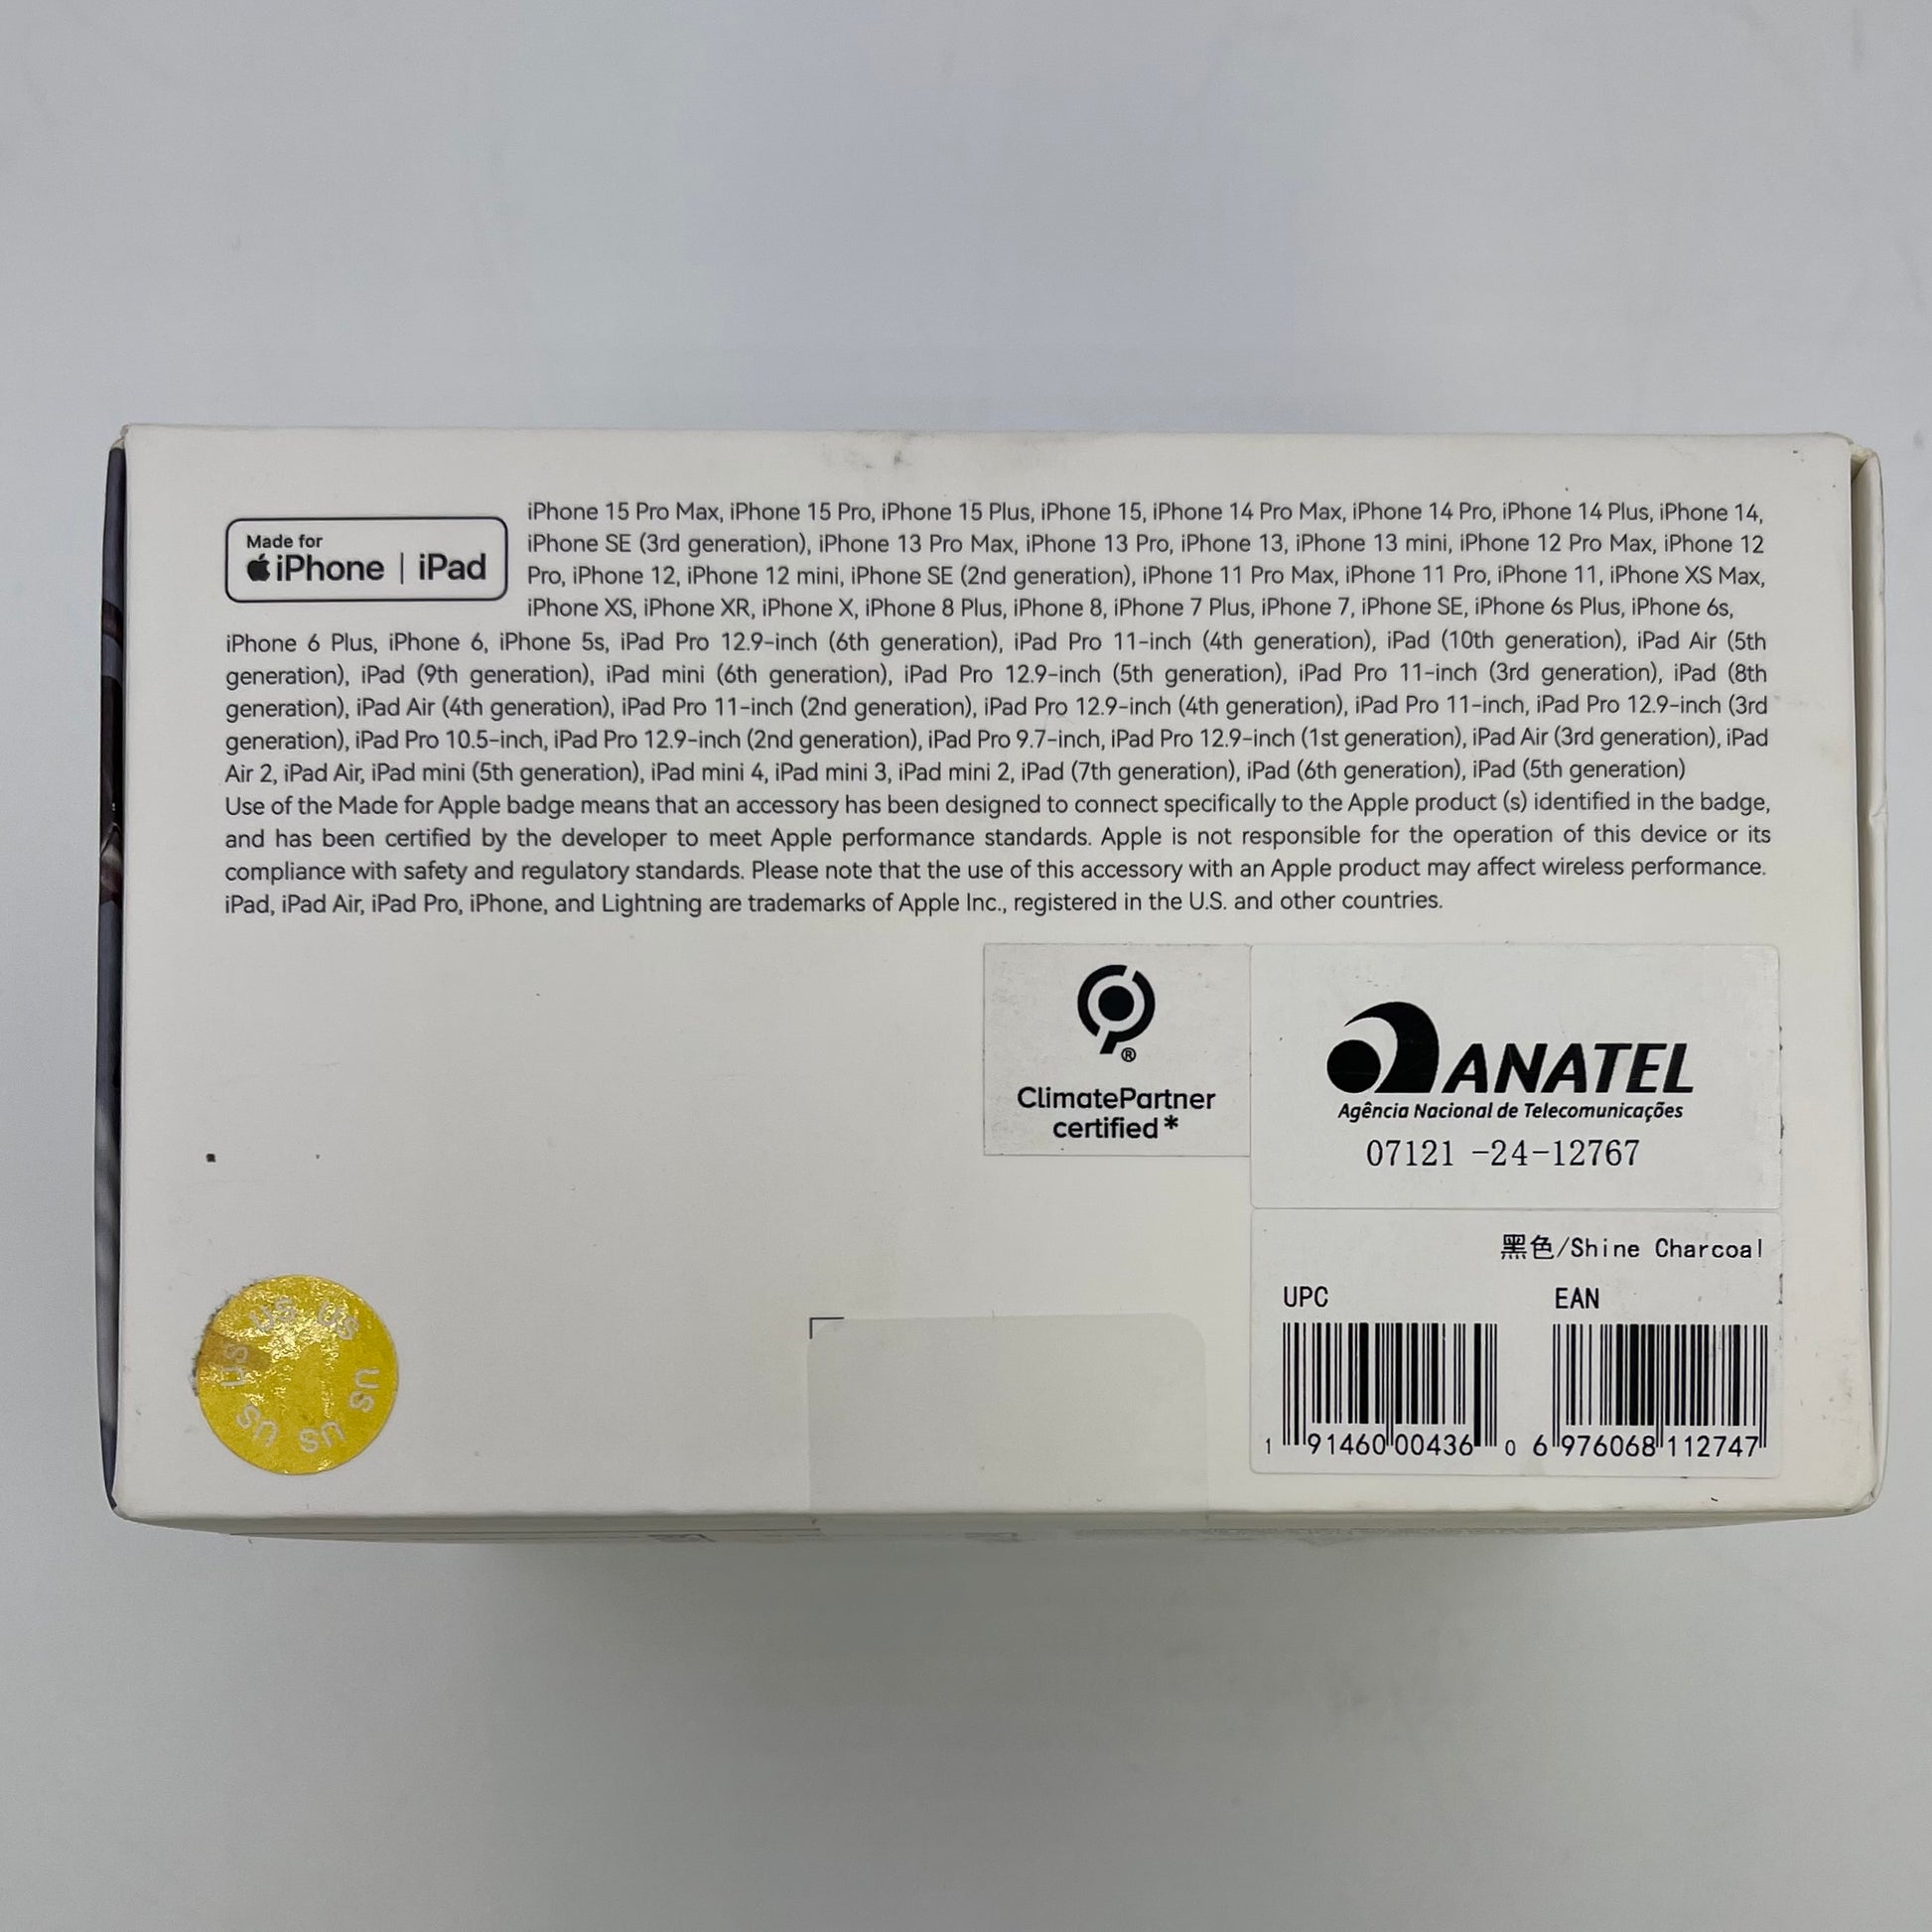 Made for
iPhone | iPad
iPhone 15 Pro Max, iPhone 15 Pro, iPhone 15 Plus, iPhone 15, iPhone 14 Pro Max, iPhone 14 Pro, iPhone 14 Plus, iPhone 14,
iPhone SE (3rd generation), iPhone 13 Pro Max, iPhone 13 Pro, iPhone 13, iPhone 13 mini, iPhone 12 Pro Max, iPhone 12
Pro, iPhone 12, iPhone 12 mini, iPhone SE (2nd generation), iPhone 11 Pro Max, iPhone 11 Pro, iPhone 11, iPhone XS Max,
iPhone XS, iPhone XR, iPhone X, iPhone 8 Plus, iPhone 8, iPhone 7 Plus, iPhone 7, iPhone SE, iPhone 6s Plus, iPhone 6s,
iPhone 6 Plus, iPhone 6, iPhone 5s, iPad Pro 12.9-inch (6th generation), iPad Pro 11-inch (4th generation), iPad (10th generation), iPad Air (5th
generation), iPad (9th generation), iPad mini (6th generation), iPad Pro 12.9-inch (5th generation), iPad Pro 11-inch (3rd generation), iPad (8th
generation), iPad Air (4th generation), iPad Pro 11-inch (2nd generation), iPad Pro 12.9-inch (4th generation), iPad Pro 11-inch, iPad Pro 12.9-inch (3rd
generation), iPad Pro 10.5-inch, iPad Pro 12.9-inch (2nd generation), iPad Pro 9.7-inch, iPad Pro 12.9-inch (1st generation), iPad Air (3rd generation), iPad
Air 2, iPad Air, iPad mini (5th generation), iPad mini 4, iPad mini 3, iPad mini 2, iPad (7th generation), iPad (6th generation), iPad (5th generation)
Use of the Made for Apple badge means that an accessory has been designed to connect specifically to the Apple product (s) identified in the badge,
and has been certified by the developer to meet Apple performance standards. Apple is not responsible for the operation of this device or its
compliance with safety and regulatory standards. Please note that the use of this accessory with an Apple product may affect wireless performance.
iPad, iPad Air, iPad Pro, iPhone, and Lightning are trademarks of Apple Inc., registered in the U.S. and other countries.
®
ClimatePartner
certified*
ANATEL
Agência Nacional de Telecomunicações
07121 -24-12767
黑色/Shine Charcoal
UPC
1 91460 00436 0
EAN
6 976068 112747
US US US US US US